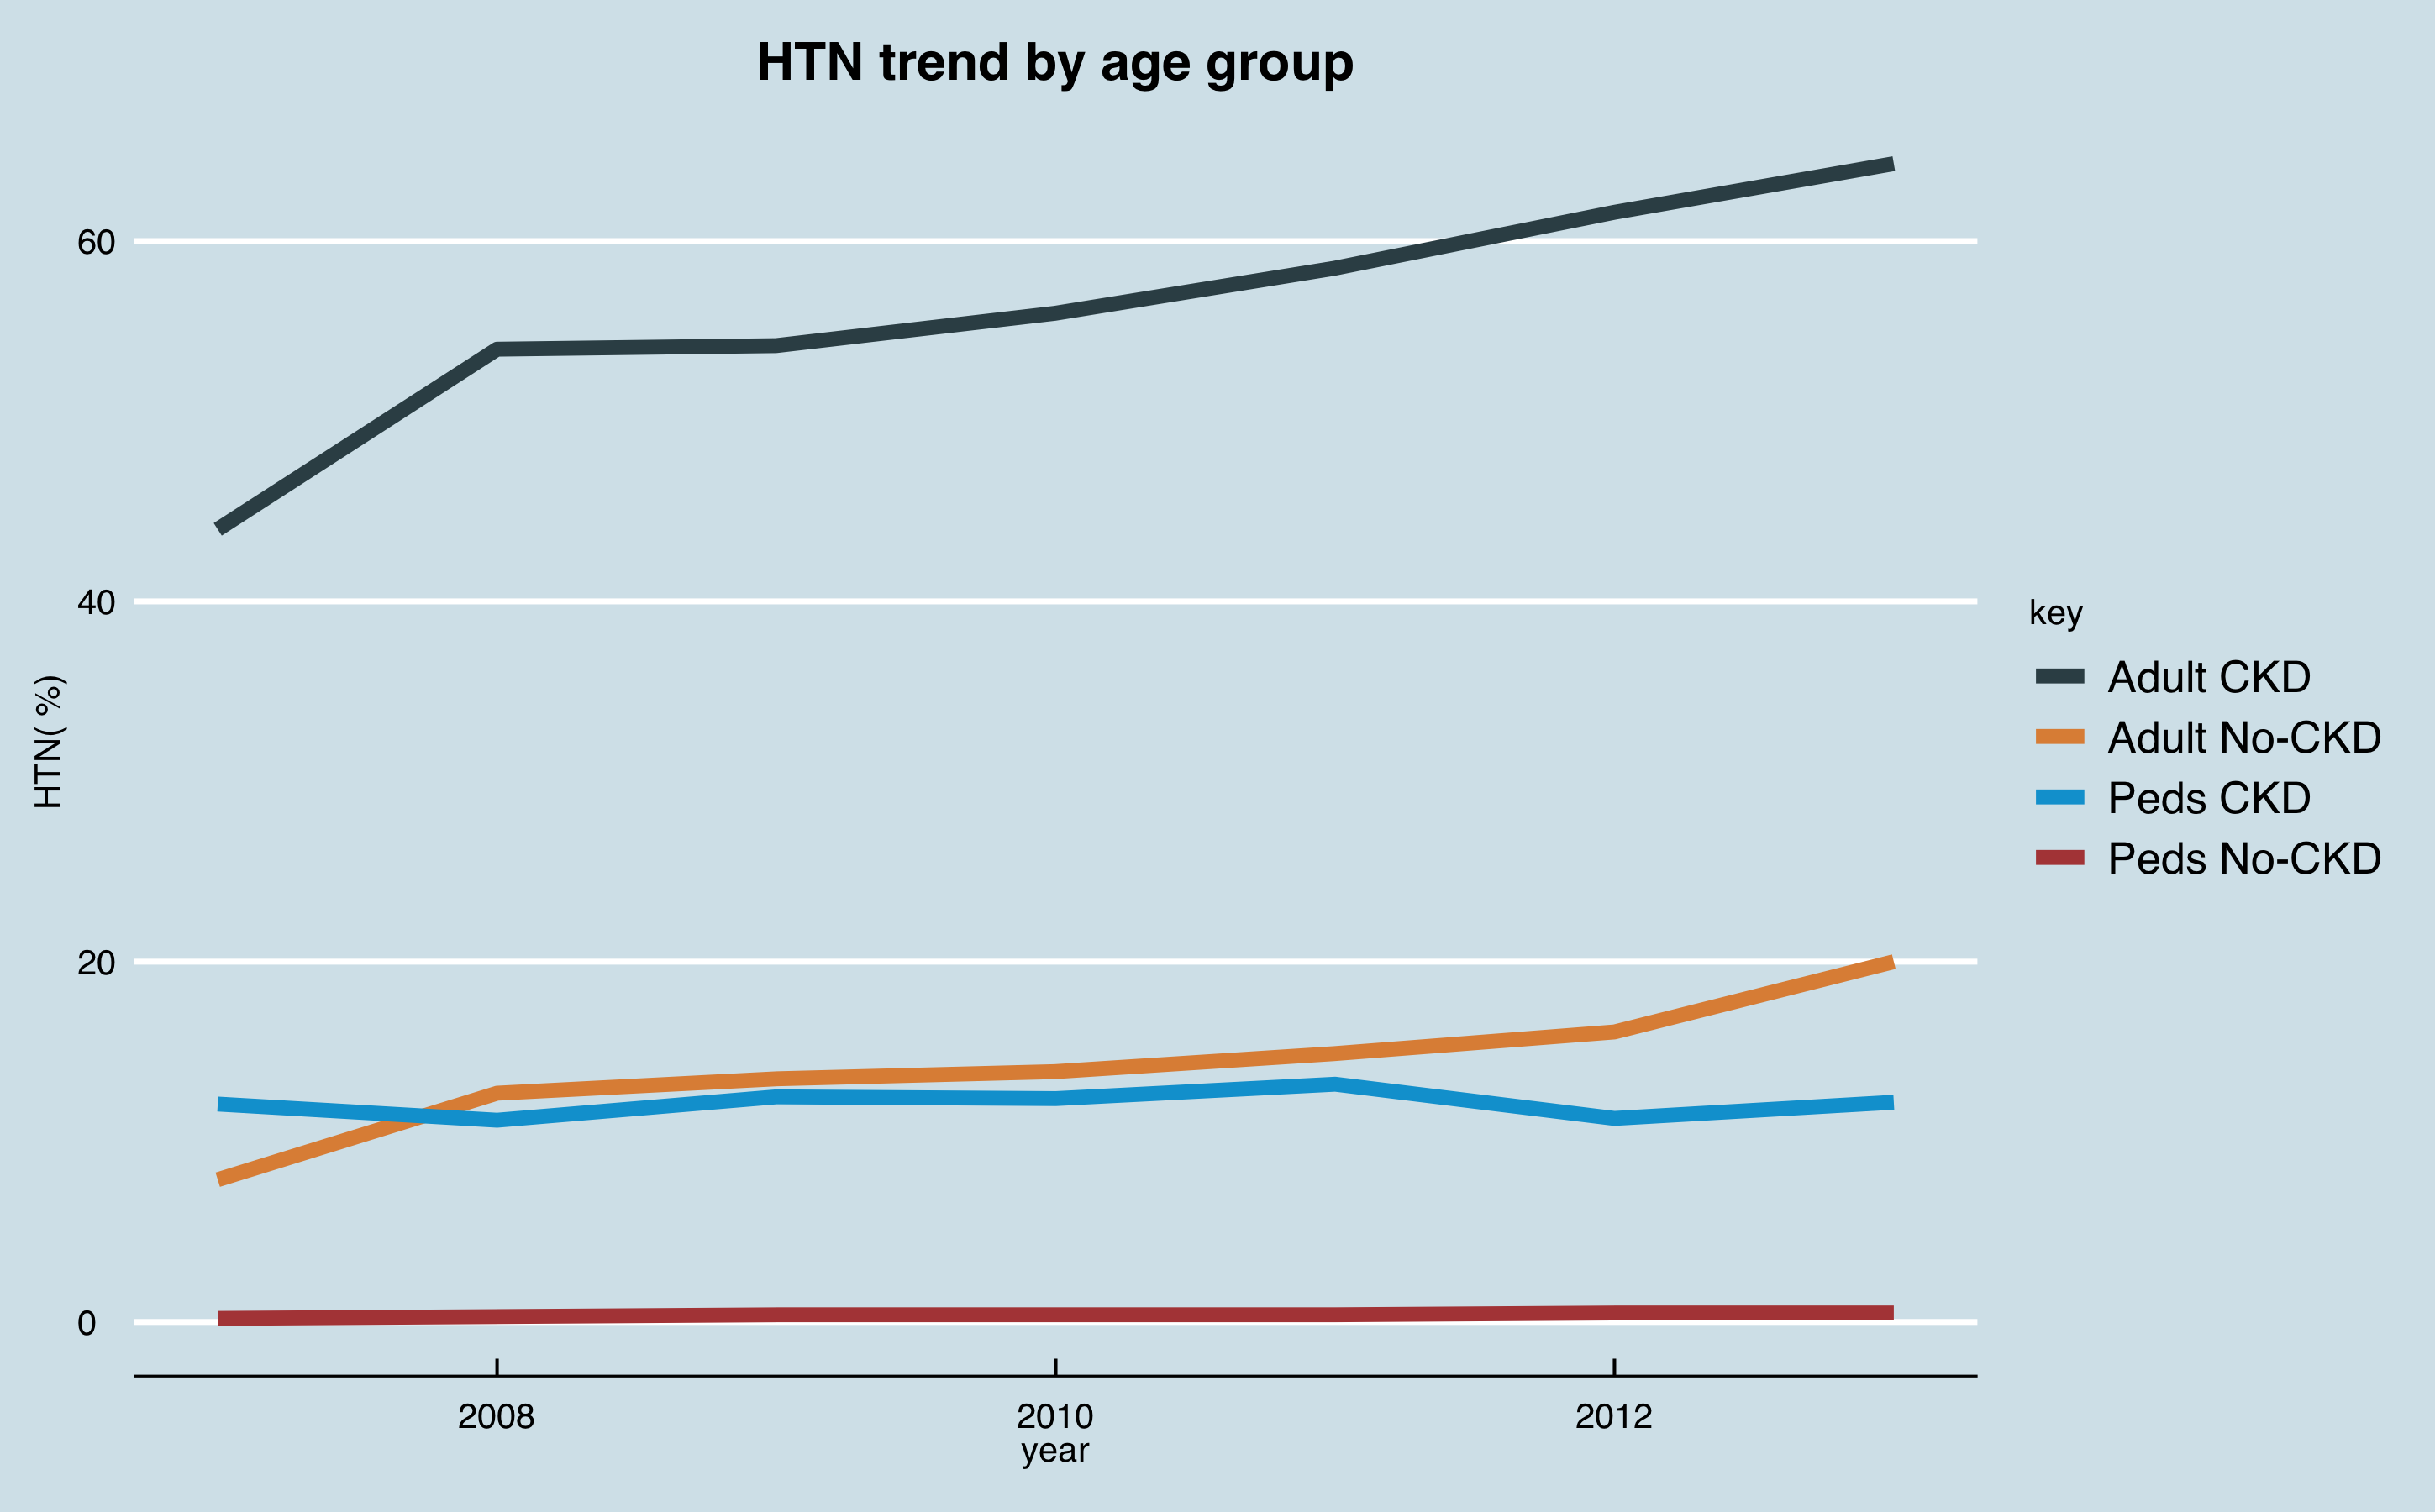 HTN trend by age group
60
40
20
0
HTN( %)
2008
2010
2012
year
key
Adult CKD
Adult No-CKD
Peds CKD
Peds No-CKD